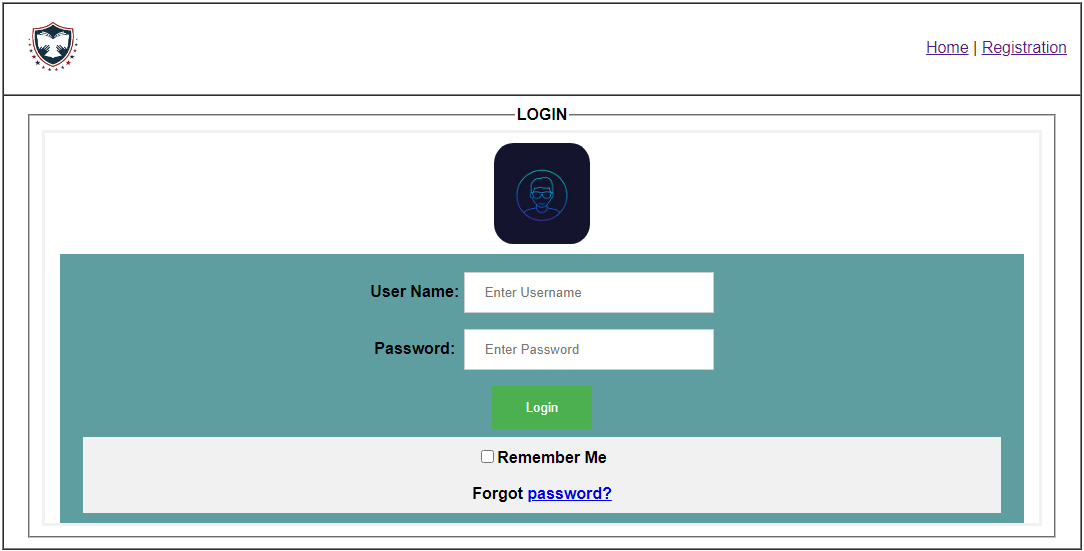 Home | Registration
LOGIN
User Name: Enter Username
Password: Enter Password
Login
Remember Me
Forgot password?